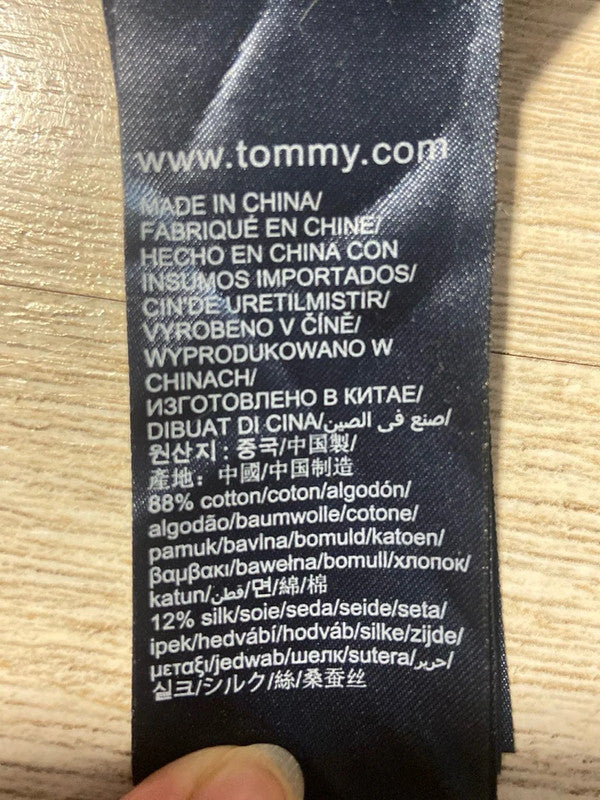 www.tommy.com
MADE IN CHINA/
FABRIQUÉ EN CHINE/
HECHO EN CHINA CON
INSUMOS IMPORTADOS/
CIN'DE URETILMISTIR/
VYROBENO V ČÍNĚ/
WYPRODUKOWANO W
CHINACH/
ИЗГОТОВЛЕНО В КИТАЕ/
DIBUAT DI CINA/صنع في الصين/
원산지 : 중국/中国製/
產地：中國/中国制造
88% cotton/coton/algodón/
algodão/baumwolle/cotone/
pamuk/bavlna/bomuld/katoen/
βαμβακι/bawełna/bomull/хлопок/
katun/قطن/면/綿/棉
12% silk/soie/seda/seide/seta/
ipek/hedvábí/hodváb/silke/zijde/
μεταξι/jedwab/шелк/sutera/حرير/
실크/シルク/絲/桑蚕丝